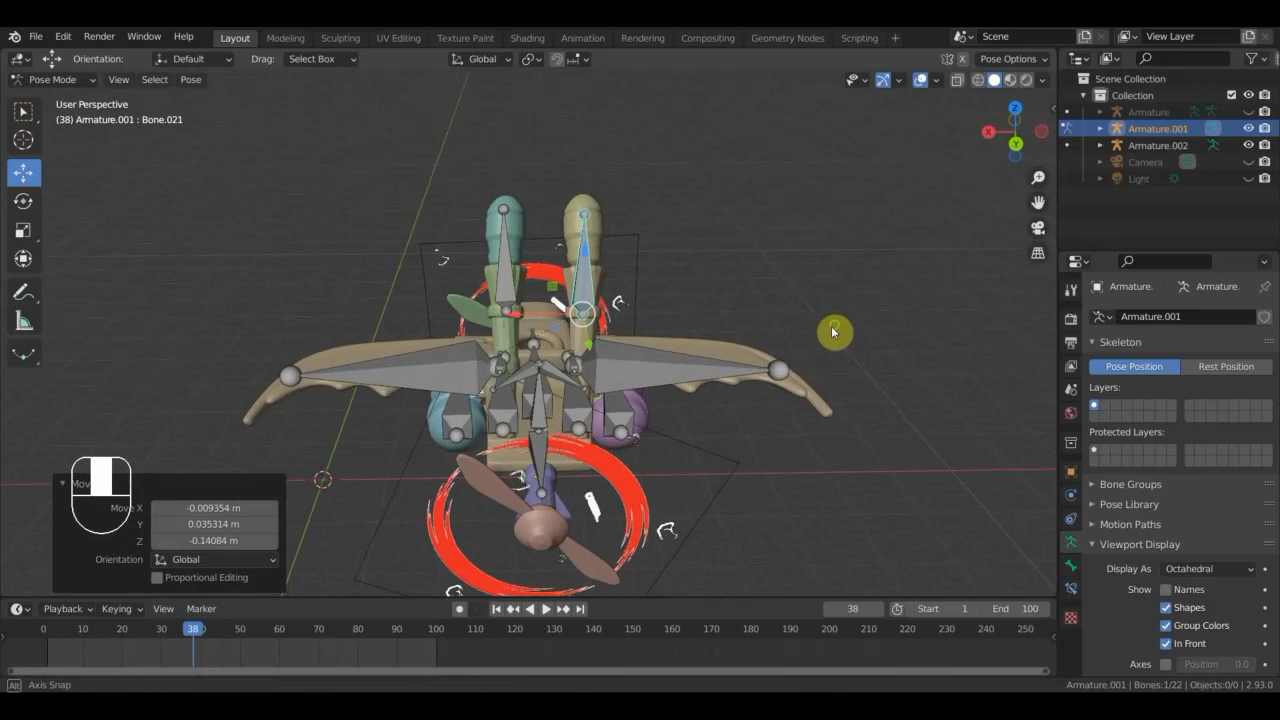 File Edit Render Window Help Layout Modeling Sculpting UV Editing Texture Paint Shading Animation Rendering Compositing Geometry Nodes Scripting + Scene View Layer
Orientation: Default Drag: Select Box Global X Pose Options
Pose Mode View Select Pose
User Perspective
(38) Armature.001 : Bone.021
Z
X
Y
Scene Collection
Collection
Armature
Armature.001
Armature.002
Camera
Light
Armature. Armature.
Armature.001
Skeleton
Pose Position Rest Position
Layers:
Protected Layers:
Bone Groups
Pose Library
Motion Paths
Viewport Display
Display As Octahedral
Show Names
Shapes
Group Colors
In Front
Axes Position 0.0
Move X -0.009354 m
Y 0.035314 m
Z -0.14084 m
Orientation Global
Proportional Editing
Playback Keying View Marker 38 Start 1 End 100
0 10 20 30 38 50 60 70 80 90 100 110 120 130 140 150 160 170 180 190 200 210 220 230 240 250
Alt Axis Snap Armature.001 | Bones:1/22 | Objects:0/0 | 2.93.0